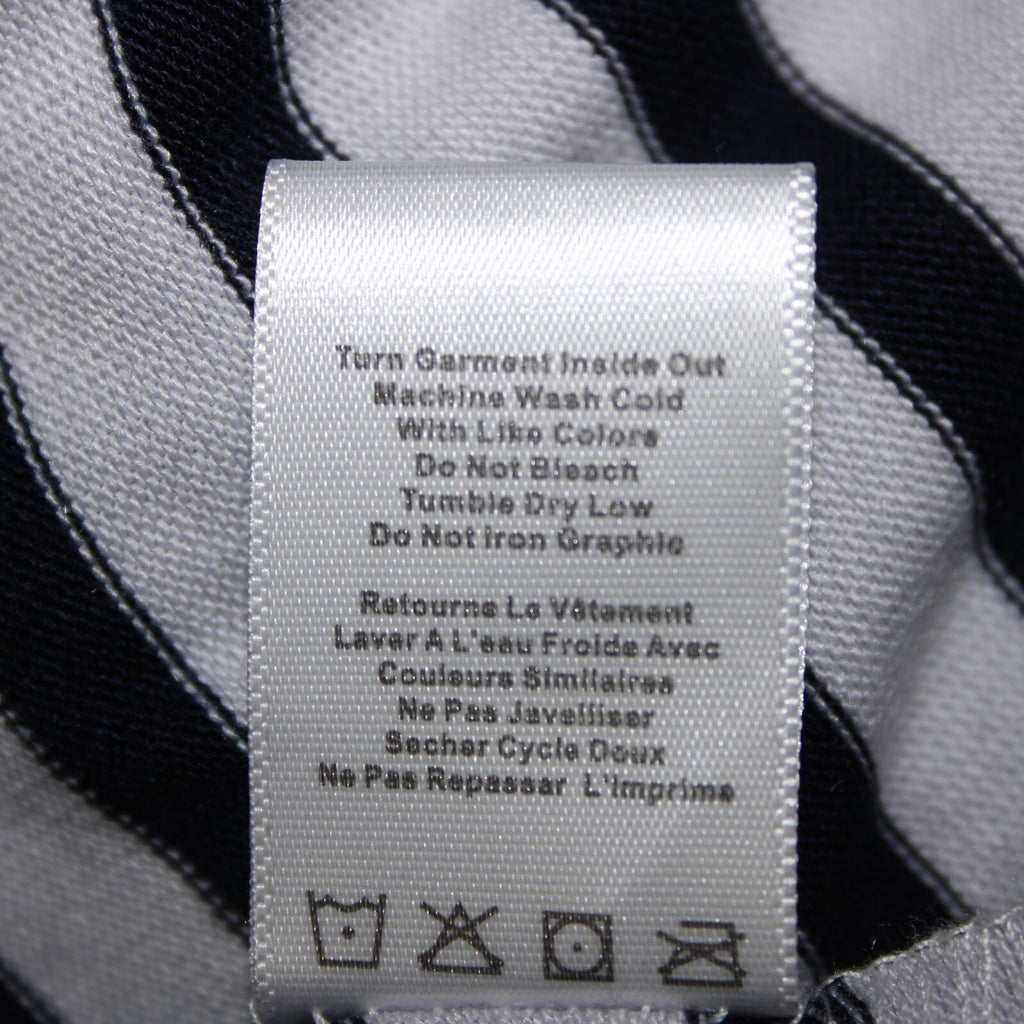 Turn Garment Inside Out
Machine Wash Cold
With Like Colors
Do Not Bleach
Tumble Dry Low
Do Not Iron Graphic
Retourne Le Vêtement
Laver A L'eau Froide Avec
Couleurs Similaires
Ne Pas Javelliser
Secher Cycle Doux
Ne Pas Repasser L'Imprime